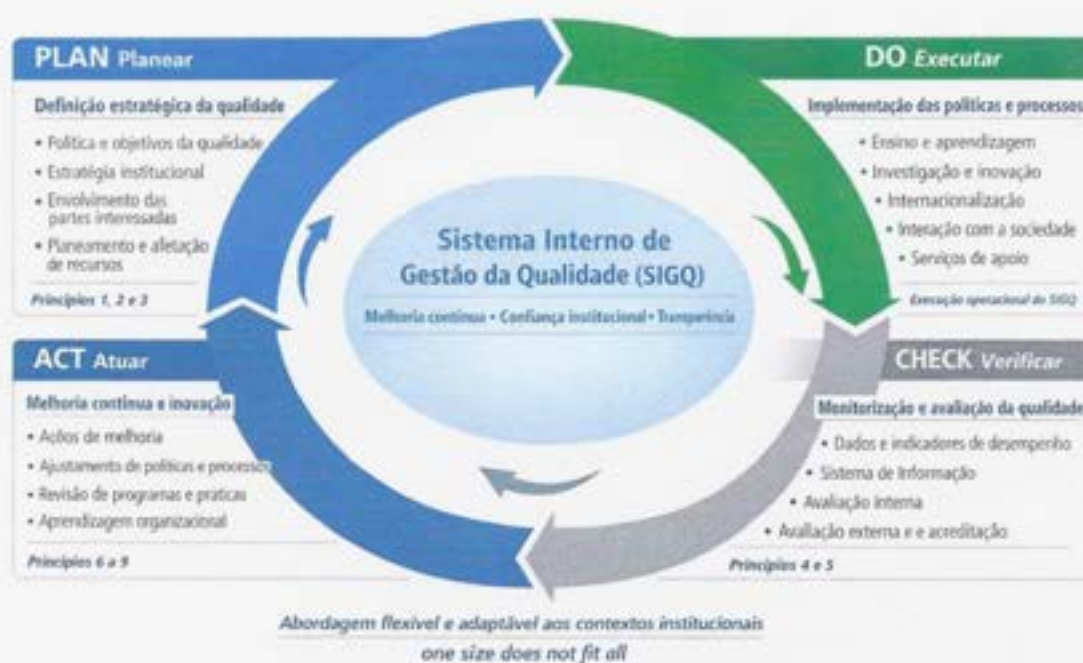 PLAN Planear
Definição estratégica da qualidade
• Política e objetivos da qualidade
• Estratégia institucional
• Envolvimento das
partes interessadas
• Planeamento e afetação
de recursos
Princípios 1, 2 e 3
DO Executar
Implementação das políticas e processos
• Ensino e aprendizagem
• Investigação e inovação
• Internacionalização
• Interação com a sociedade
• Serviços de apoio
Execução operacional do SIGQ
Sistema Interno de
Gestão da Qualidade (SIGQ)
Melhoria contínua • Confiança institucional • Transparência
ACT Atuar
Melhoria contínua e inovação
• Ações de melhoria
• Ajustamento de políticas e processos
• Revisão de programas e praticas
• Aprendizagem organizacional
Princípios 6 a 9
CHECK Verificar
Monitorização e avaliação da qualidade
• Dados e indicadores de desempenho
• Sistema de Informação
• Avaliação interna
• Avaliação externa e e acreditação
Princípios 4 e 5
Abordagem flexível e adaptável aos contextos institucionais
one size does not fit all